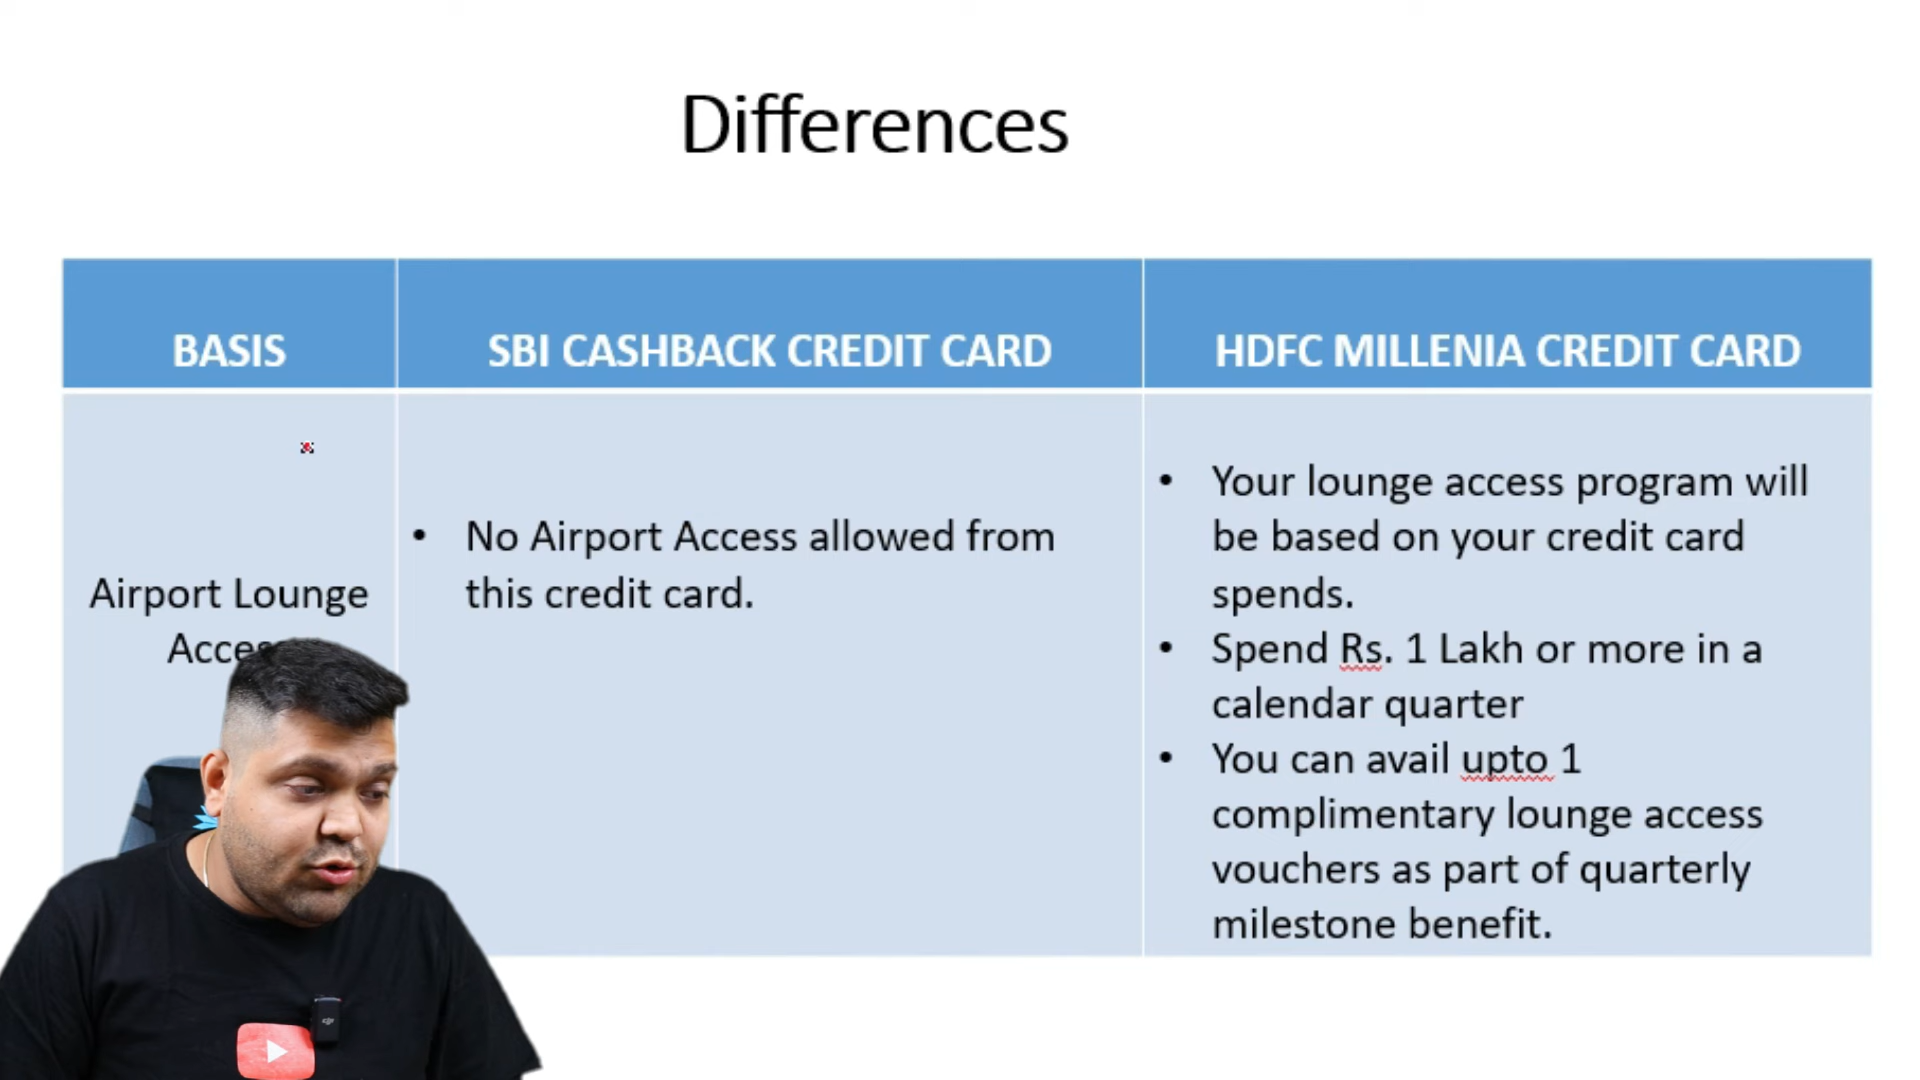 Differences
BASIS
SBI CASHBACK CREDIT CARD
HDFC MILLENIA CREDIT CARD
Airport Lounge
• No Airport Access allowed from
this credit card.
• Your lounge access program will
be based on your credit card
spends.
• Spend Rs. 1 Lakh or more in a
calendar quarter
• You can avail upto 1
complimentary lounge access
vouchers as part of quarterly
milestone benefit.
dji